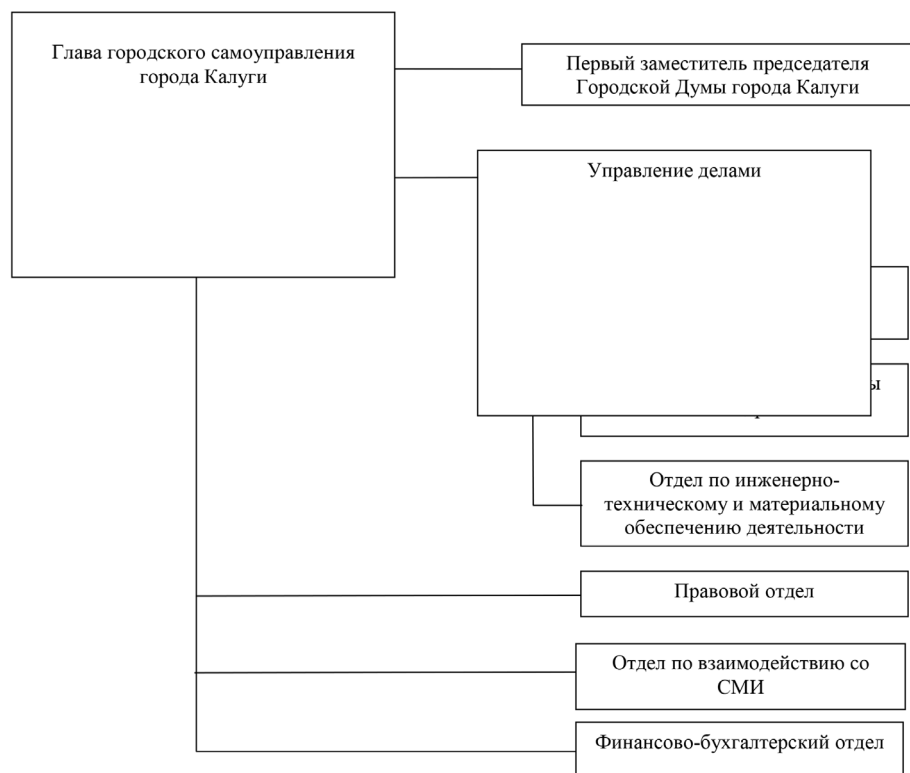 Глава городского самоуправления
города Калуги
Первый заместитель председателя
Городской Думы города Калуги
Управление делами
Отдел по инженерно-
техническому и материальному
обеспечению деятельности
Правовой отдел
Отдел по взаимодействию со
СМИ
Финансово-бухгалтерский отдел